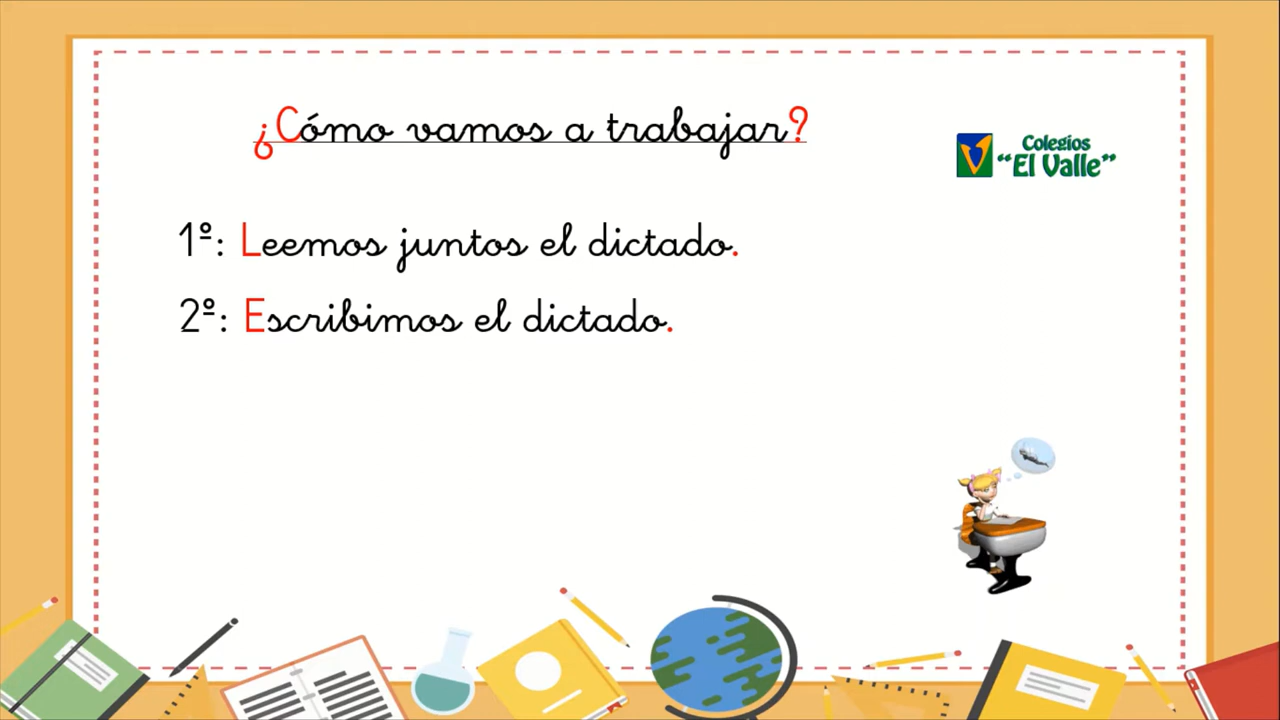 ¿Cómo vamos a trabajar?
Colegios
“El Valle”
1º: Leemos juntos el dictado.
2º: Escribimos el dictado.